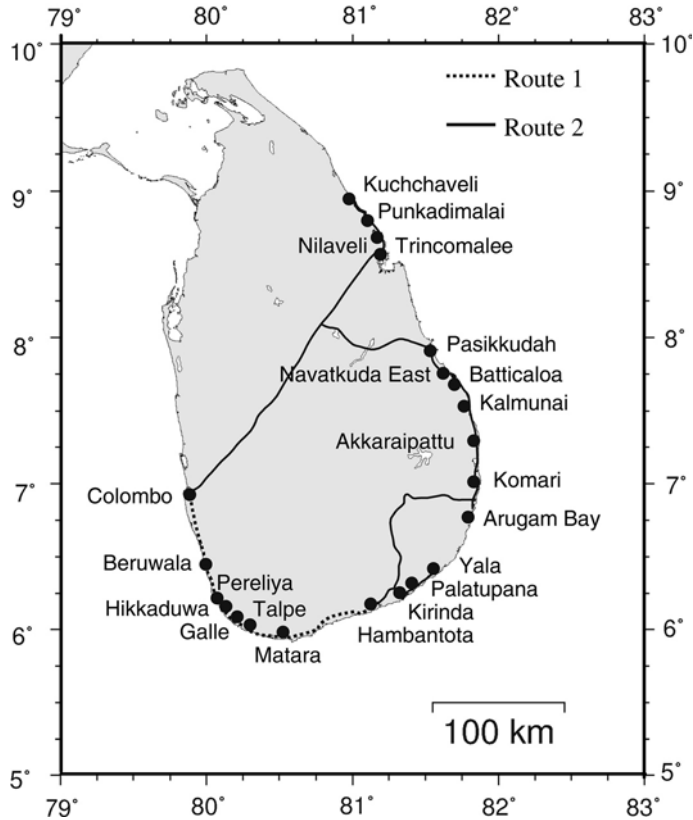 79° 80° 81° 82° 83°
10° 10°
Route 1
Route 2
9° 9°
Kuchchaveli
Punkadimalai
Nilaveli Trincomalee
8° 8°
Pasikkudah
Navatkuda East Batticaloa
Kalmunai
Akkaraipattu
7° 7°
Colombo Komari
Arugam Bay
Beruwala Yala
Pereliya Palatupana
Hikkaduwa Talpe Kirinda
Galle Hambantota
6° 6°
Matara
100 km
5° 5°
79° 80° 81° 82° 83°